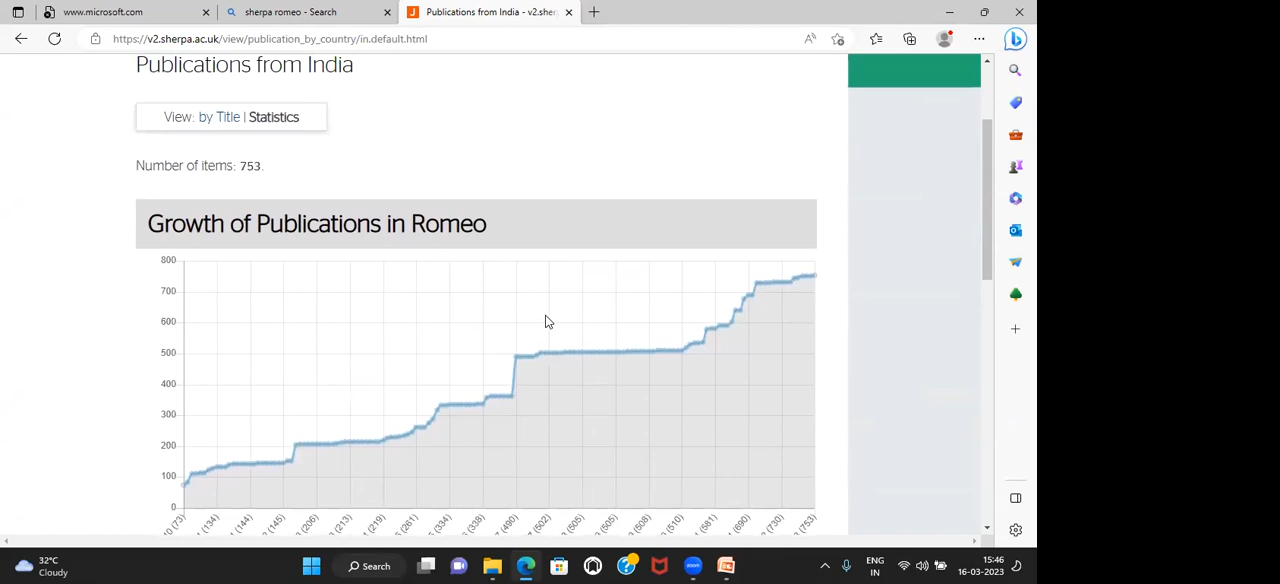 www.microsoft.com
sherpa romeo - Search
Publications from India - v2.sher
https://v2.sherpa.ac.uk/view/publication_by_country/in.default.html
Publications from India
View: by Title | Statistics
Number of items: 753.
Growth of Publications in Romeo
800
700
600
500
400
300
200
100
0
(73)
(134)
(144)
(145)
(206)
(213)
(219)
(261)
(334)
(338)
(490)
(502)
(505)
(505)
(508)
(510)
(581)
(690)
(730)
(753)
32°C
Cloudy
Search
zoom
ENG
IN
15:46
16-03-2023